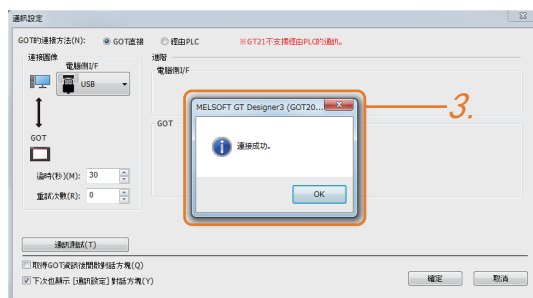 通訊設定
GOT的連接方法(N):
GOT直接
經由PLC
※GT21不支援經由PLC的通訊。
連接圖像
電腦側I/F
USB
GOT
逾時(秒)(M): 30
重試次數(R): 0
進階
電腦側I/F
GOT
MELSOFT GT Designer3 (GOT20...
連接成功。
OK
3.
通訊測試(T)
取得GOT資訊後關閉對話方塊(Q)
下次也顯示 [通訊設定] 對話方塊(Y)
確定
取消